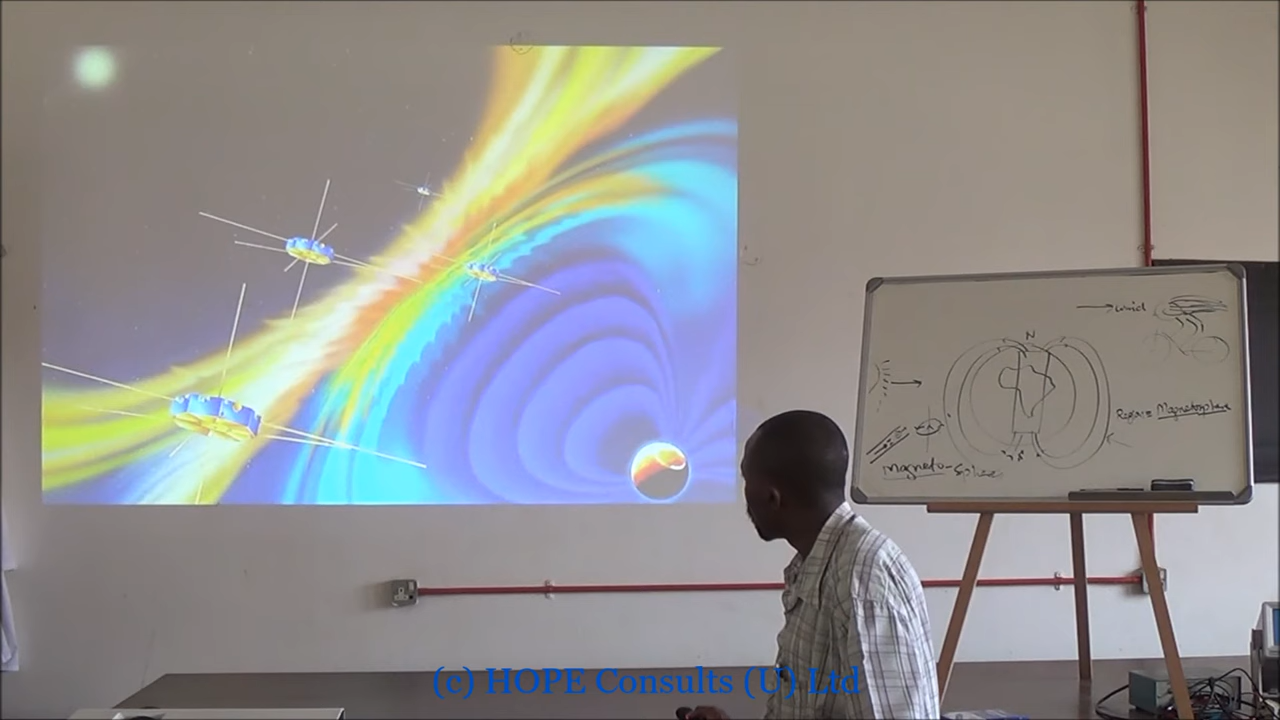 wind
N
Region = Magnetosphere
Magneto-sphere
(c) HOPE Consults (U) Ltd